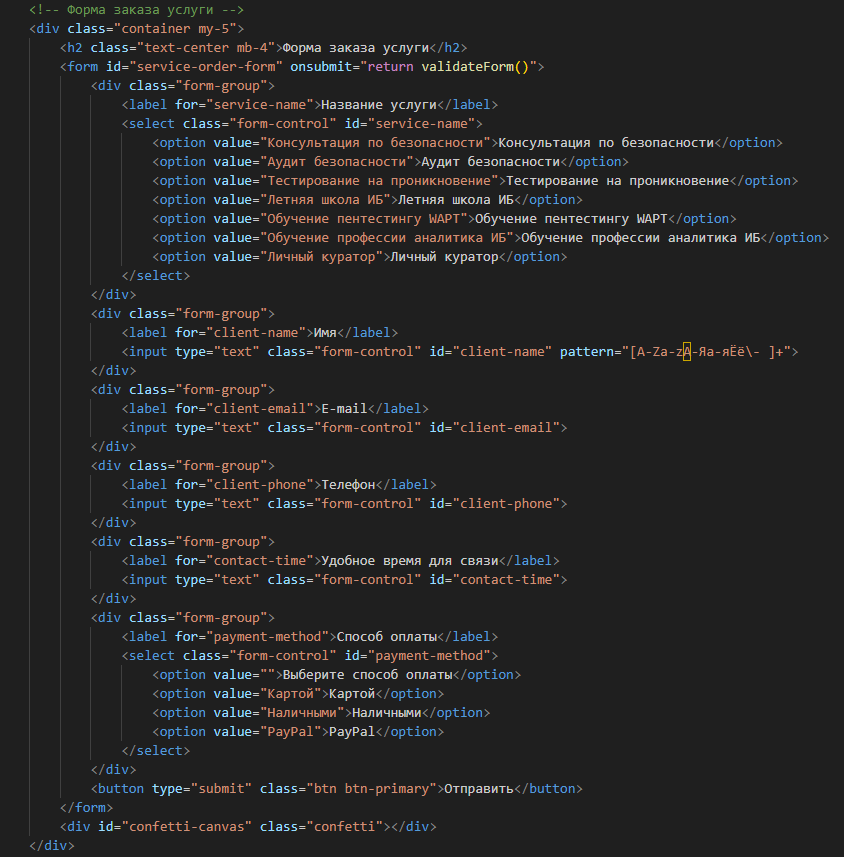 <!-- Форма заказа услуги -->
<div class="container my-5">
<h2 class="text-center mb-4">Форма заказа услуги</h2>
<form id="service-order-form" onsubmit="return validateForm()">
<div class="form-group">
<label for="service-name">Название услуги</label>
<select class="form-control" id="service-name">
<option value="Консультация по безопасности">Консультация по безопасности</option>
<option value="Аудит безопасности">Аудит безопасности</option>
<option value="Тестирование на проникновение">Тестирование на проникновение</option>
<option value="Летняя школа ИБ">Летняя школа ИБ</option>
<option value="Обучение пентестингу WAPT">Обучение пентестингу WAPT</option>
<option value="Обучение профессии аналитика ИБ">Обучение профессии аналитика ИБ</option>
<option value="Личный куратор">Личный куратор</option>
</select>
</div>
<div class="form-group">
<label for="client-name">Имя</label>
<input type="text" class="form-control" id="client-name" pattern="[A-Za-zА-Яа-яЁё\- ]+">
</div>
<div class="form-group">
<label for="client-email">E-mail</label>
<input type="text" class="form-control" id="client-email">
</div>
<div class="form-group">
<label for="client-phone">Телефон</label>
<input type="text" class="form-control" id="client-phone">
</div>
<div class="form-group">
<label for="contact-time">Удобное время для связи</label>
<input type="text" class="form-control" id="contact-time">
</div>
<div class="form-group">
<label for="payment-method">Способ оплаты</label>
<select class="form-control" id="payment-method">
<option value="">Выберите способ оплаты</option>
<option value="Картой">Картой</option>
<option value="Наличными">Наличными</option>
<option value="PayPal">PayPal</option>
</select>
</div>
<button type="submit" class="btn btn-primary">Отправить</button>
</form>
<div id="confetti-canvas" class="confetti"></div>
</div>